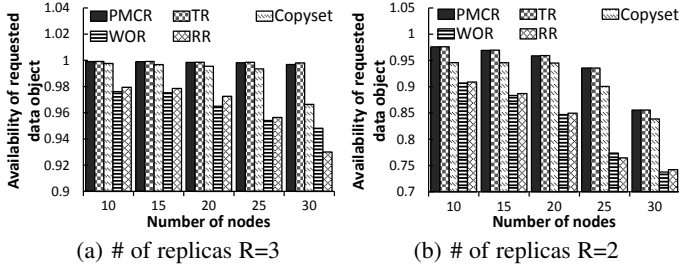 PMCR TR Copyset
WOR RR
1.04
1.02
1
0.98
0.96
0.94
0.92
0.9
Availability of requested
data object
10 15 20 25 30
Number of nodes
(a) # of replicas R=3
PMCR TR Copyset
WOR RR
1
0.95
0.9
0.85
0.8
0.75
0.7
Availability of requested
data object
10 15 20 25 30
Number of nodes
(b) # of replicas R=2